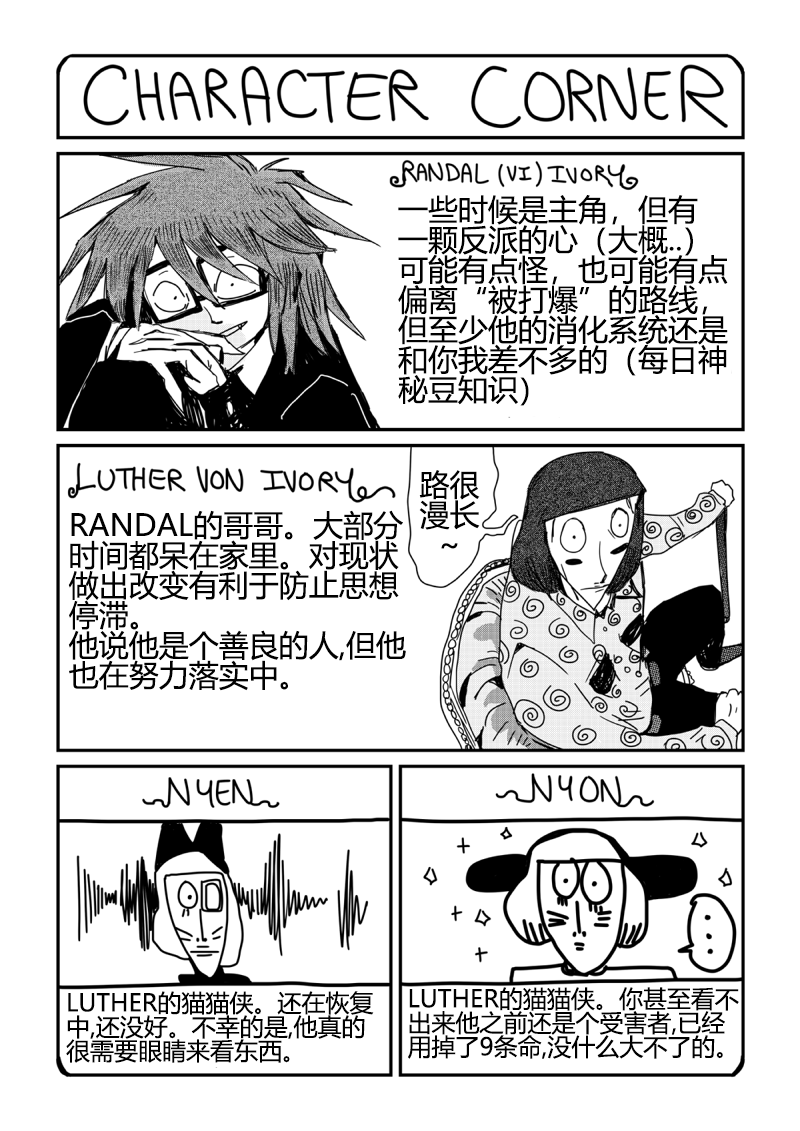 CHARACTER CORNER
RANDAL (VI) IVORY
一些时候是主角，但有
一颗反派的心（大概..）
可能有点怪，也可能有点
偏离“被打爆”的路线，
但至少他的消化系统还是
和你我差不多的（每日神
秘豆知识）
LUTHER VON IVORY
RANDAL的哥哥。大部分
时间都呆在家里。对现状
做出改变有利于防止思想
停滞。
他说他是个善良的人,但他
也在努力落实中。
路很
漫长
~
~NYEN~
LUTHER的猫猫侠。还在恢复
中,还没好。不幸的是,他真的
很需要眼睛来看东西。
~NYON~
...
LUTHER的猫猫侠。你甚至看不
出来他之前还是个受害者,已经
用掉了9条命,没什么大不了的。